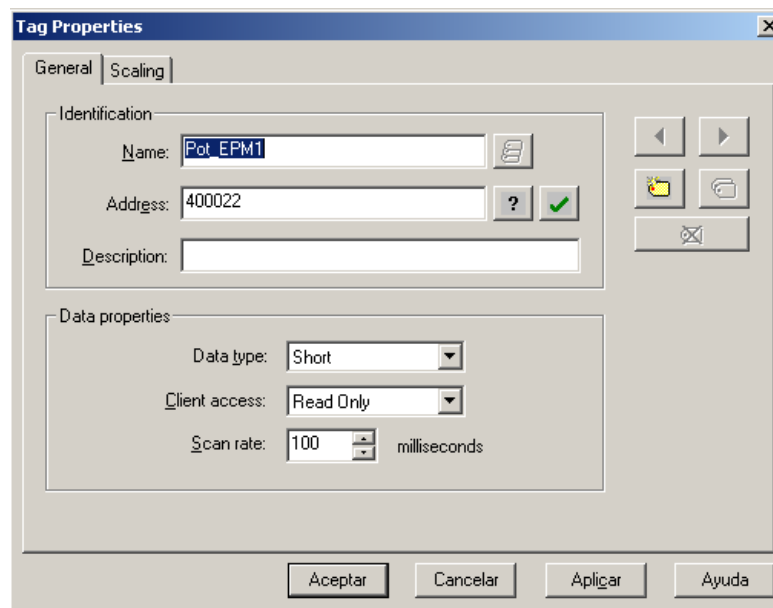 Tag Properties
General Scaling
Identification
Name: Pot_EPM1
Address: 400022 ?
Description:
Data properties
Data type: Short
Client access: Read Only
Scan rate: 100 milliseconds
Aceptar Cancelar Aplicar Ayuda